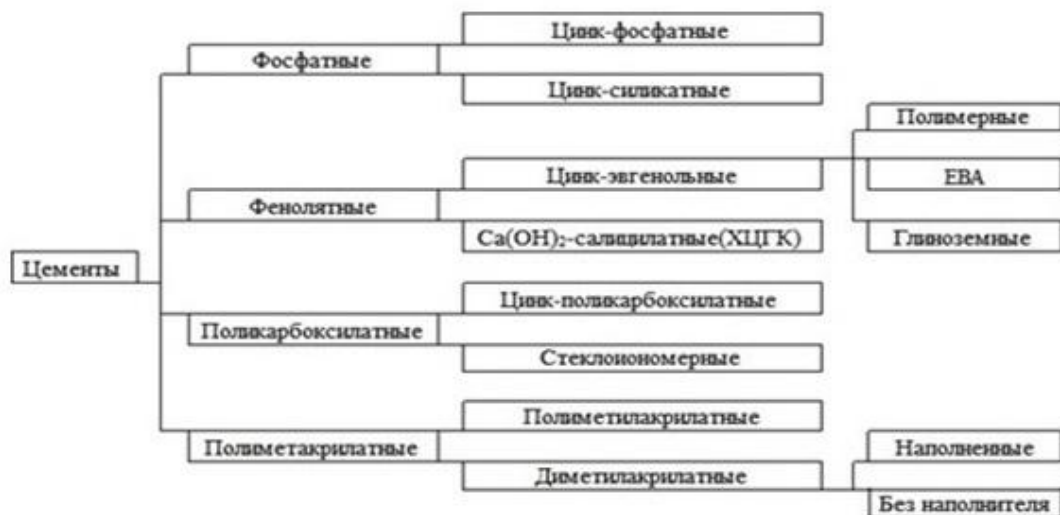 Цементы
Фосфатные
Цинк-фосфатные
Цинк-силикатные
Фенолятные
Цинк-эвгенольные
Полимерные
ЕВА
Глиноземные
Ca(OH)₂-салицилатные(ХЦГК)
Поликарбоксилатные
Цинк-поликарбоксилатные
Стеклоиономерные
Полиметакрилатные
Полиметилакрилатные
Диметилакрилатные
Наполненные
Без наполнителя